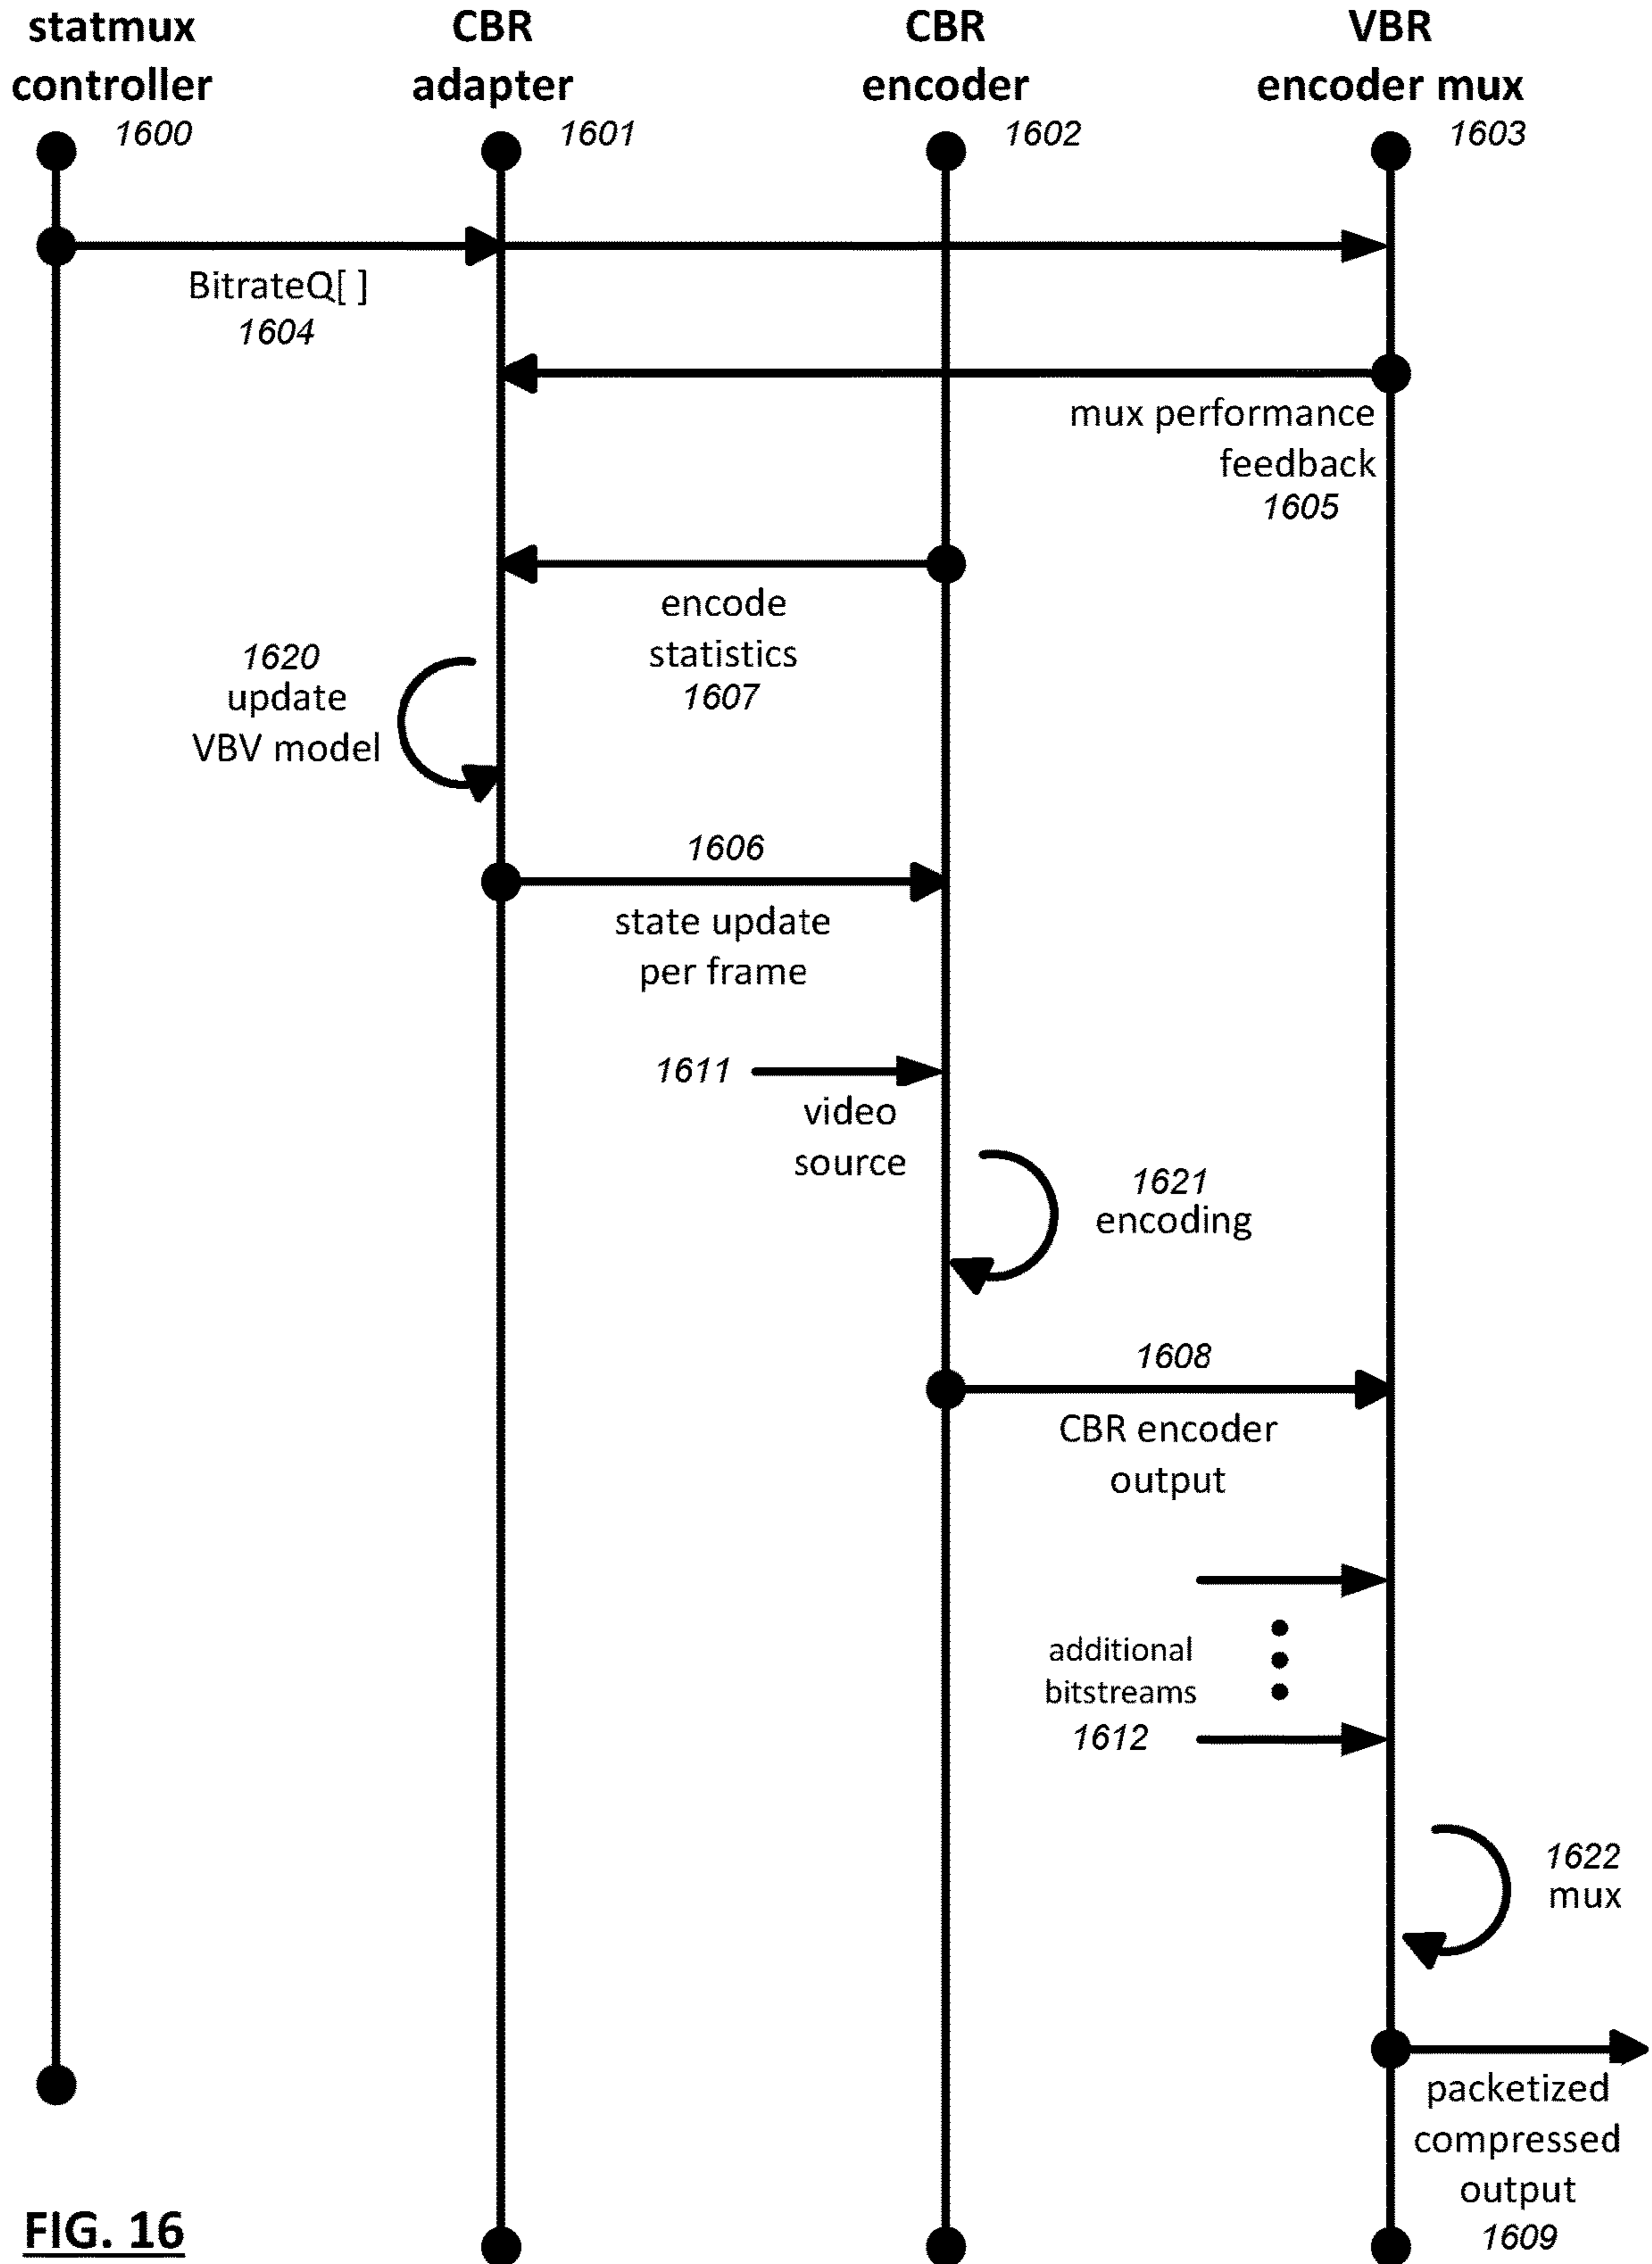 statmux
controller
1600
CBR
adapter
1601
CBR
encoder
1602
VBR
encoder mux
1603
BitrateQ[ ]
1604
mux performance
feedback
1605
encode
statistics
1607
1620
update
VBV model
1606
state update
per frame
1611
video
source
1621
encoding
1608
CBR encoder
output
additional
bitstreams
1612
1622
mux
packetized
compressed
output
1609
FIG. 16